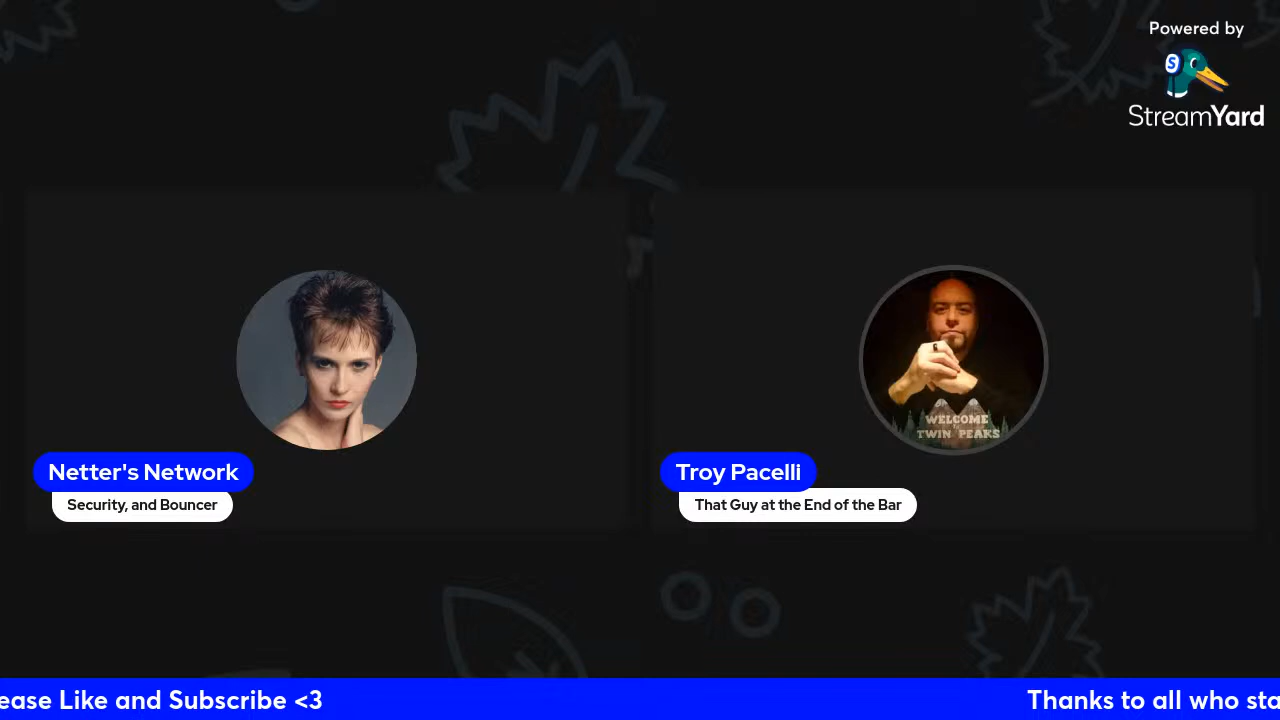 Powered by
S
StreamYard
WELCOME
TWIN PEAKS
Netter's Network
Security, and Bouncer
Troy Pacelli
That Guy at the End of the Bar
ease Like and Subscribe <3
Thanks to all who sta